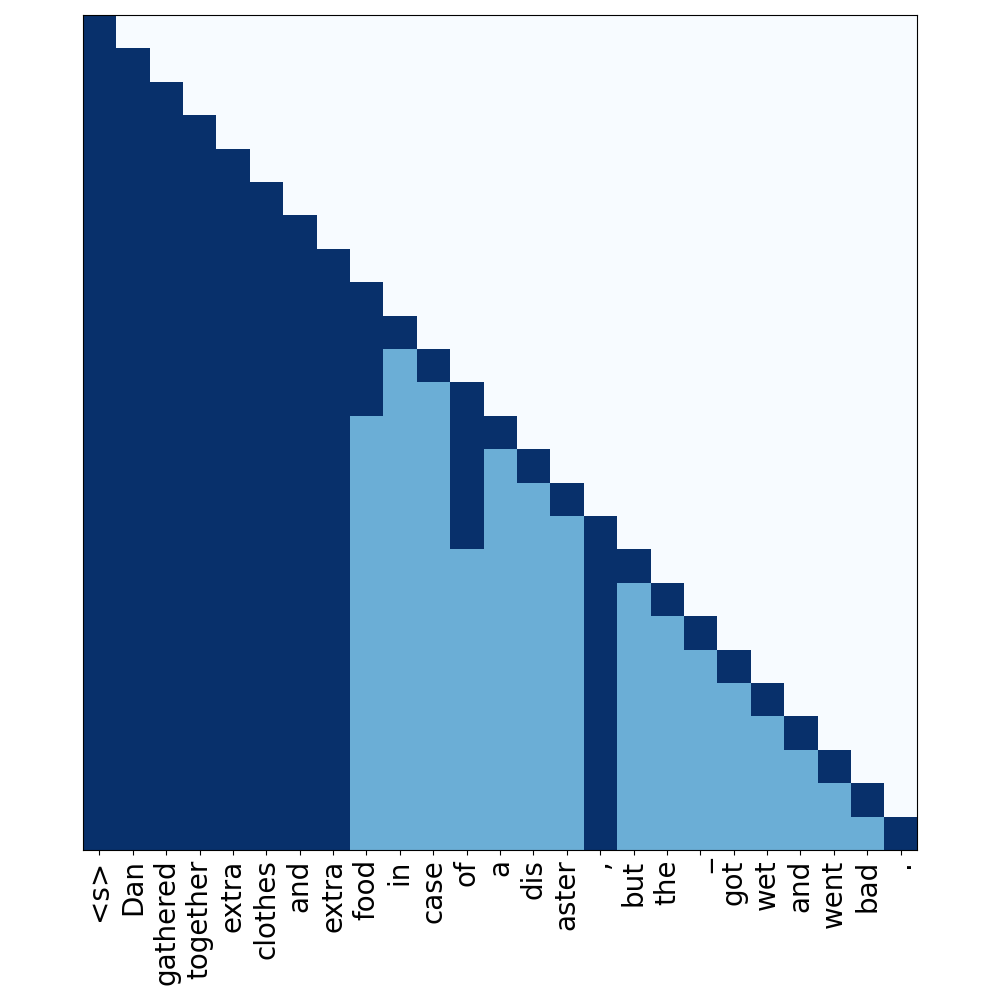 <s> Dan gathered together extra clothes and extra food in case of a dis aster , but the _ got wet and went bad .